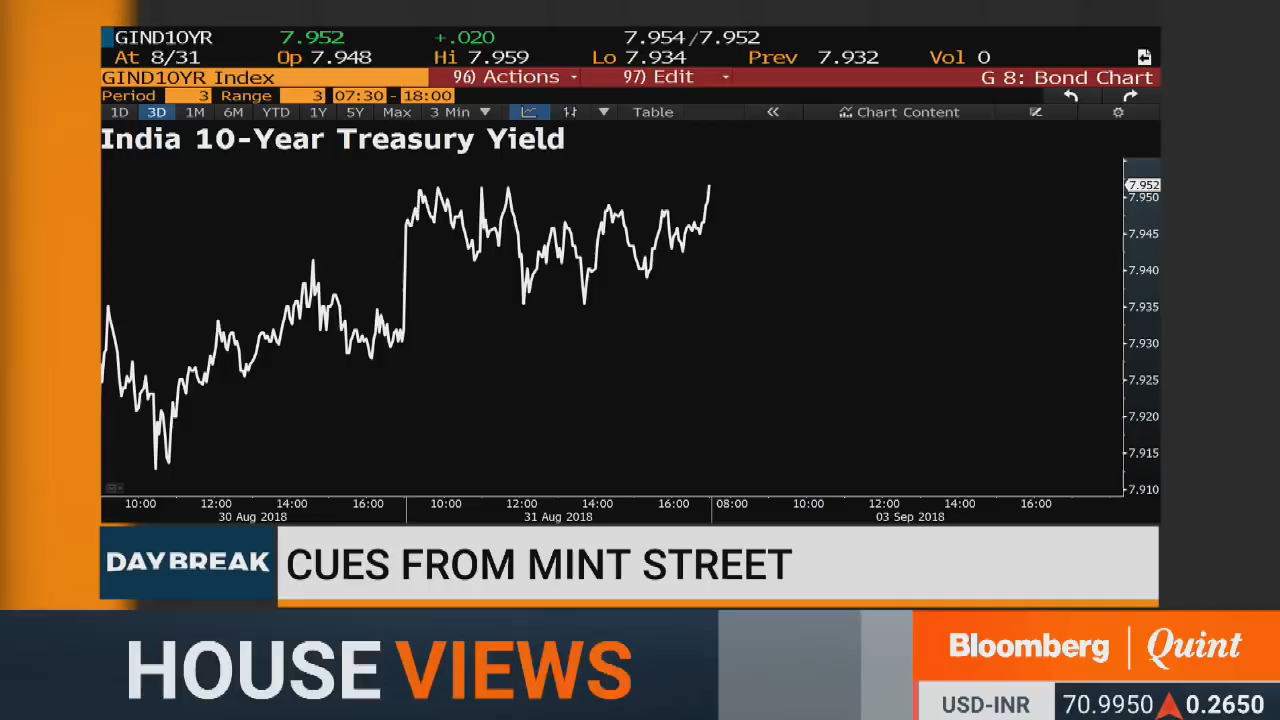 GIND10YR 7.952 +.020 7.954/7.952
At 8/31 Op 7.948 Hi 7.959 Lo 7.934 Prev 7.932 Vol 0
GIND10YR Index 96) Actions 97) Edit G 8: Bond Chart
Period 3 Range 3 07:30 - 18:00
1D 3D 1M 6M YTD 1Y 5Y Max 3 Min Table « Chart Content
India 10-Year Treasury Yield
7.952
7.950
7.945
7.940
7.935
7.930
7.925
7.920
7.915
7.910
10:00 12:00 14:00 16:00 10:00 12:00 14:00 16:00 08:00 10:00 12:00 14:00 16:00
30 Aug 2018 31 Aug 2018 03 Sep 2018
DAYBREAK CUES FROM MINT STREET
HOUSE VIEWS
Bloomberg | Quint
USD-INR 70.9950 0.2650